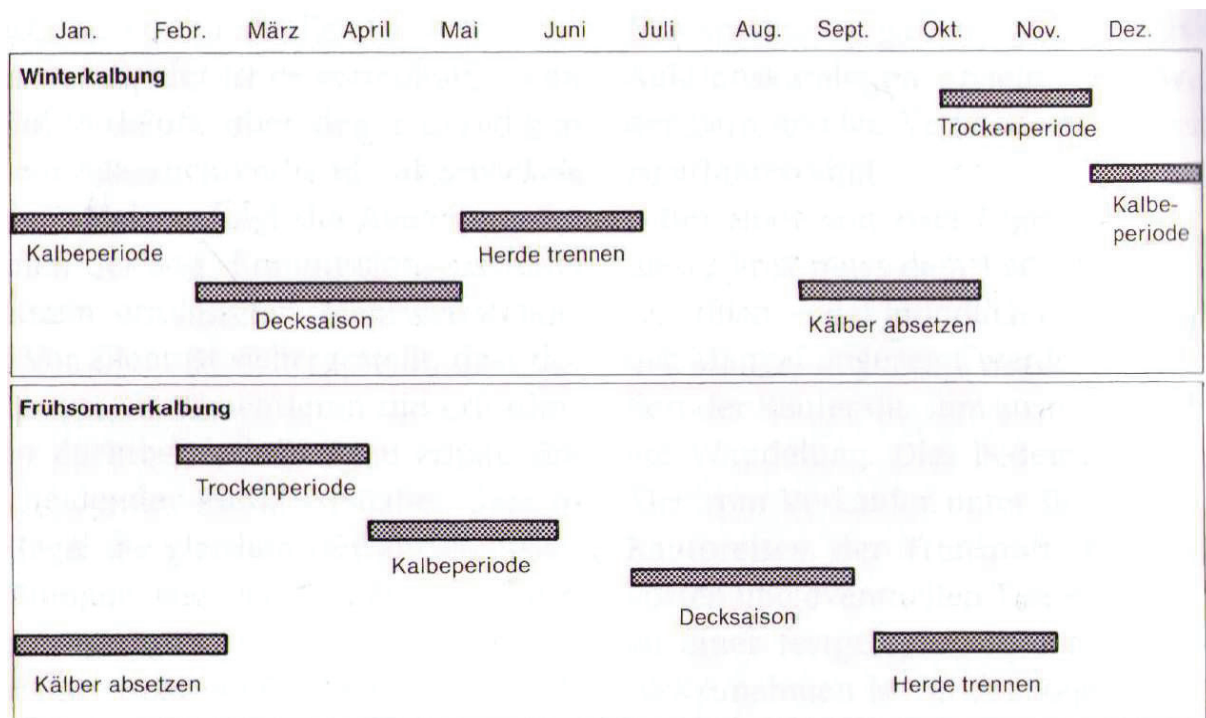 Jan. Febr. März April Mai Juni Juli Aug. Sept. Okt. Nov. Dez.
Winterkalbung
Trockenperiode
Kalbe-
periode
Kalbeperiode
Herde trennen
Decksaison
Kälber absetzen
Frühsommerkalbung
Trockenperiode
Kalbeperiode
Decksaison
Kälber absetzen
Herde trennen